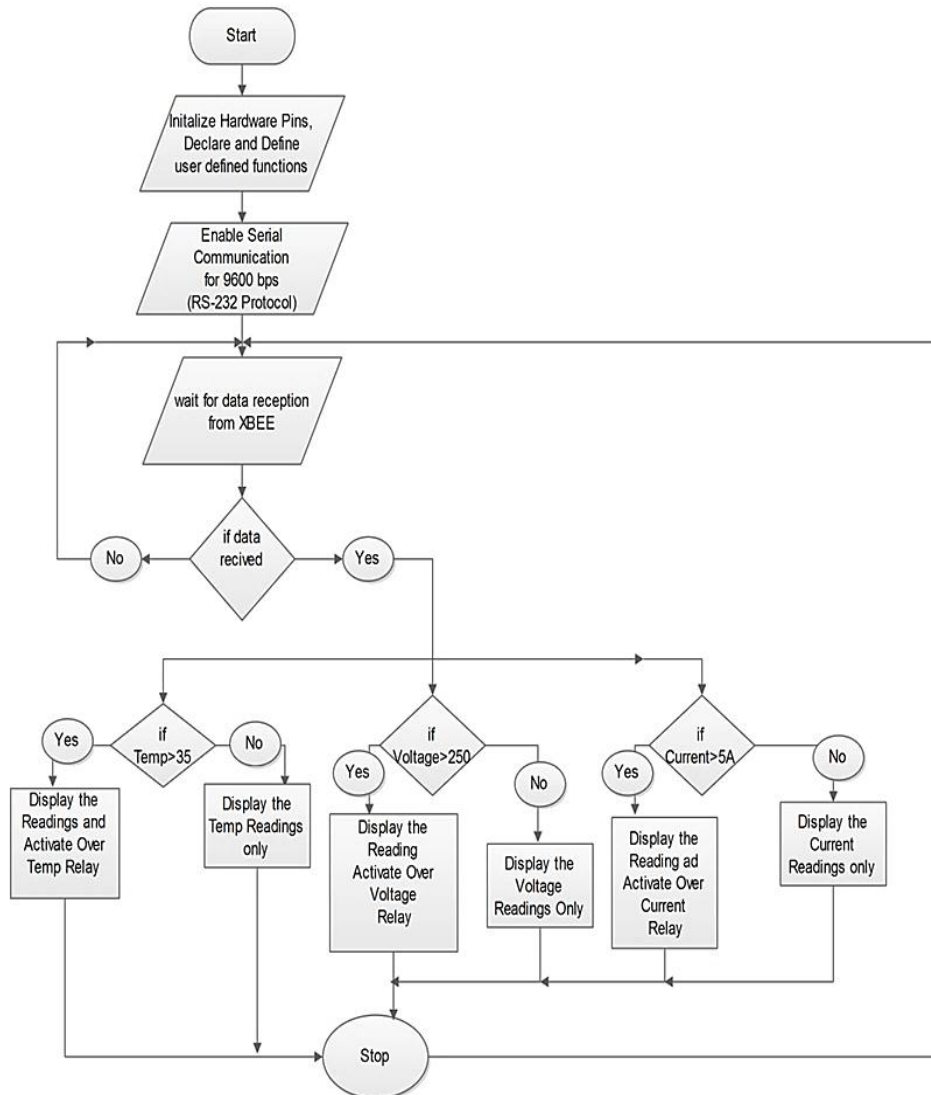 Start
Initalize Hardware Pins,
Declare and Define
user defined functions
Enable Serial
Communication
for 9600 bps
(RS-232 Protocol)
wait for data reception
from XBEE
if data
recived
No
Yes
if
Temp>35
Yes
No
if
Voltage>250
Yes
No
if
Current>5A
Yes
No
Display the
Readings and
Activate Over
Temp Relay
Display the
Temp Readings
only
Display the
Reading
Activate Over
Voltage
Relay
Display the
Voltage
Readings Only
Display the
Reading ad
Activate Over
Current
Relay
Display the
Current
Readings only
Stop